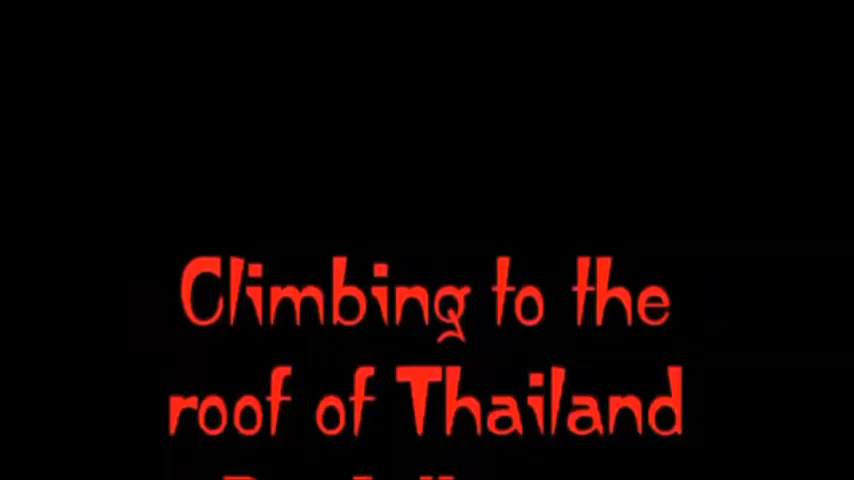 Climbing to the
roof of Thailand